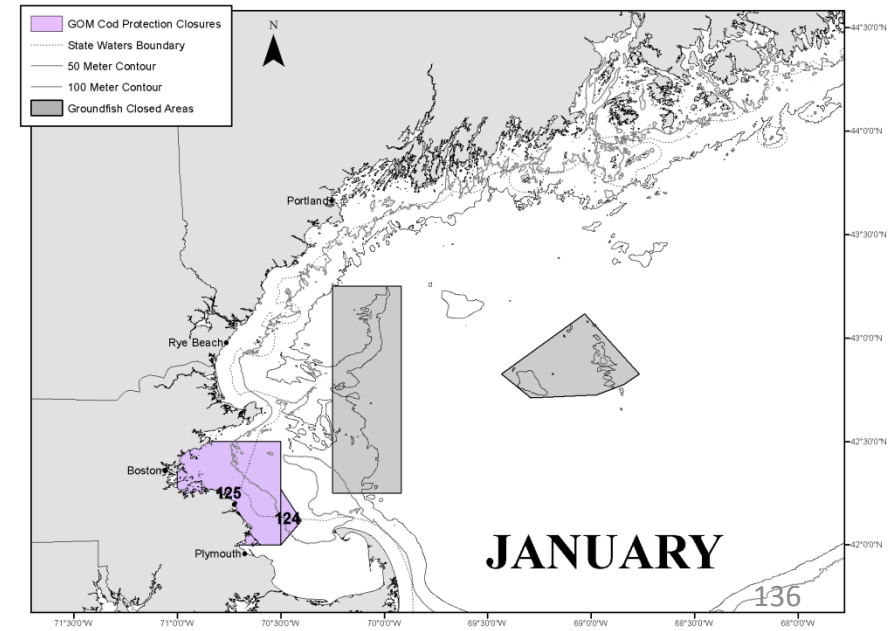 GOM Cod Protection Closures
State Waters Boundary
50 Meter Contour
100 Meter Contour
Groundfish Closed Areas
N
44°30'0"N
44°0'0"N
Portland
43°30'0"N
Rye Beach
43°0'0"N
42°30'0"N
Boston
125
124
Plymouth
42°0'0"N
JANUARY
136
71°30'0"W
71°0'0"W
70°30'0"W
70°0'0"W
69°30'0"W
69°0'0"W
68°30'0"W
68°0'0"W